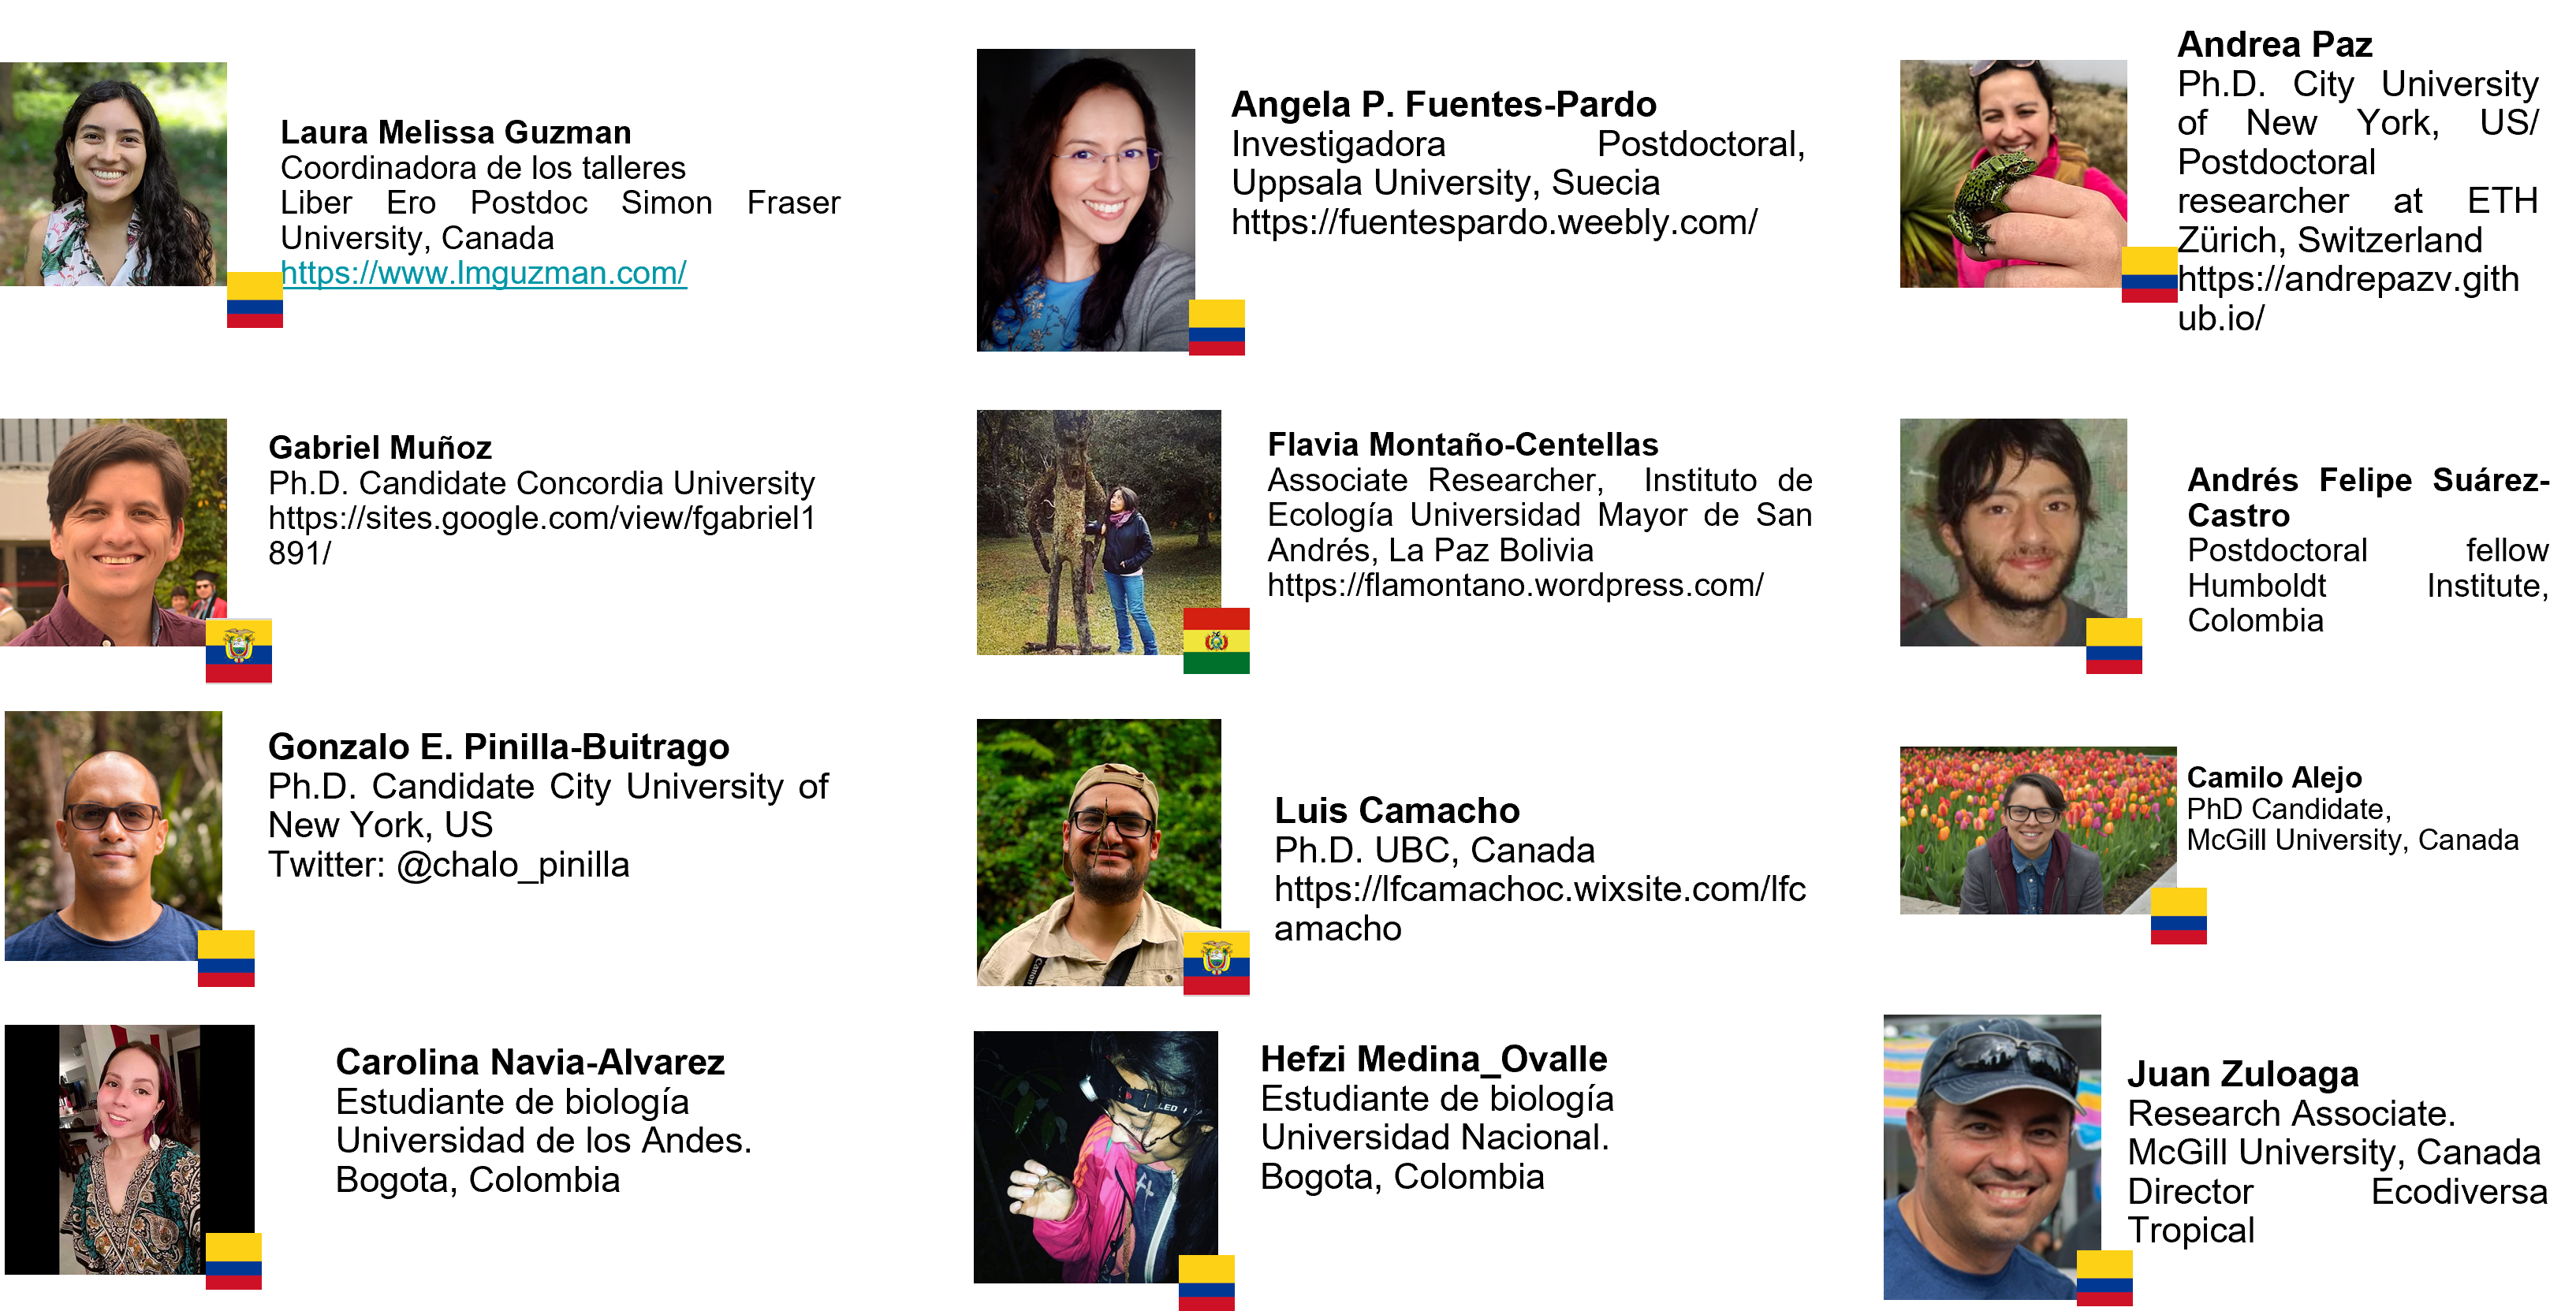 Laura Melissa Guzman
Coordinadora de los talleres
Liber Ero Postdoc Simon Fraser
University, Canada
https://www.lmguzman.com/
Angela P. Fuentes-Pardo
Investigadora Postdoctoral,
Uppsala University, Suecia
https://fuentespardo.weebly.com/
Andrea Paz
Ph.D. City University
of New York, US/
Postdoctoral
researcher at ETH
Zürich, Switzerland
https://andrepazv.gith
ub.io/
Gabriel Muñoz
Ph.D. Candidate Concordia University
https://sites.google.com/view/fgabriel1
891/
Flavia Montaño-Centellas
Associate Researcher, Instituto de
Ecología Universidad Mayor de San
Andrés, La Paz Bolivia
https://flamontano.wordpress.com/
Andrés Felipe Suárez-
Castro
Postdoctoral fellow
Humboldt Institute,
Colombia
Gonzalo E. Pinilla-Buitrago
Ph.D. Candidate City University of
New York, US
Twitter: @chalo_pinilla
Luis Camacho
Ph.D. UBC, Canada
https://lfcamachoc.wixsite.com/lfc
amacho
Canon
Camilo Alejo
PhD Candidate,
McGill University, Canada
Carolina Navia-Alvarez
Estudiante de biología
Universidad de los Andes.
Bogota, Colombia
Hefzi Medina_Ovalle
Estudiante de biología
Universidad Nacional.
Bogota, Colombia
LED
Juan Zuloaga
Research Associate.
McGill University, Canada
Director Ecodiversa
Tropical